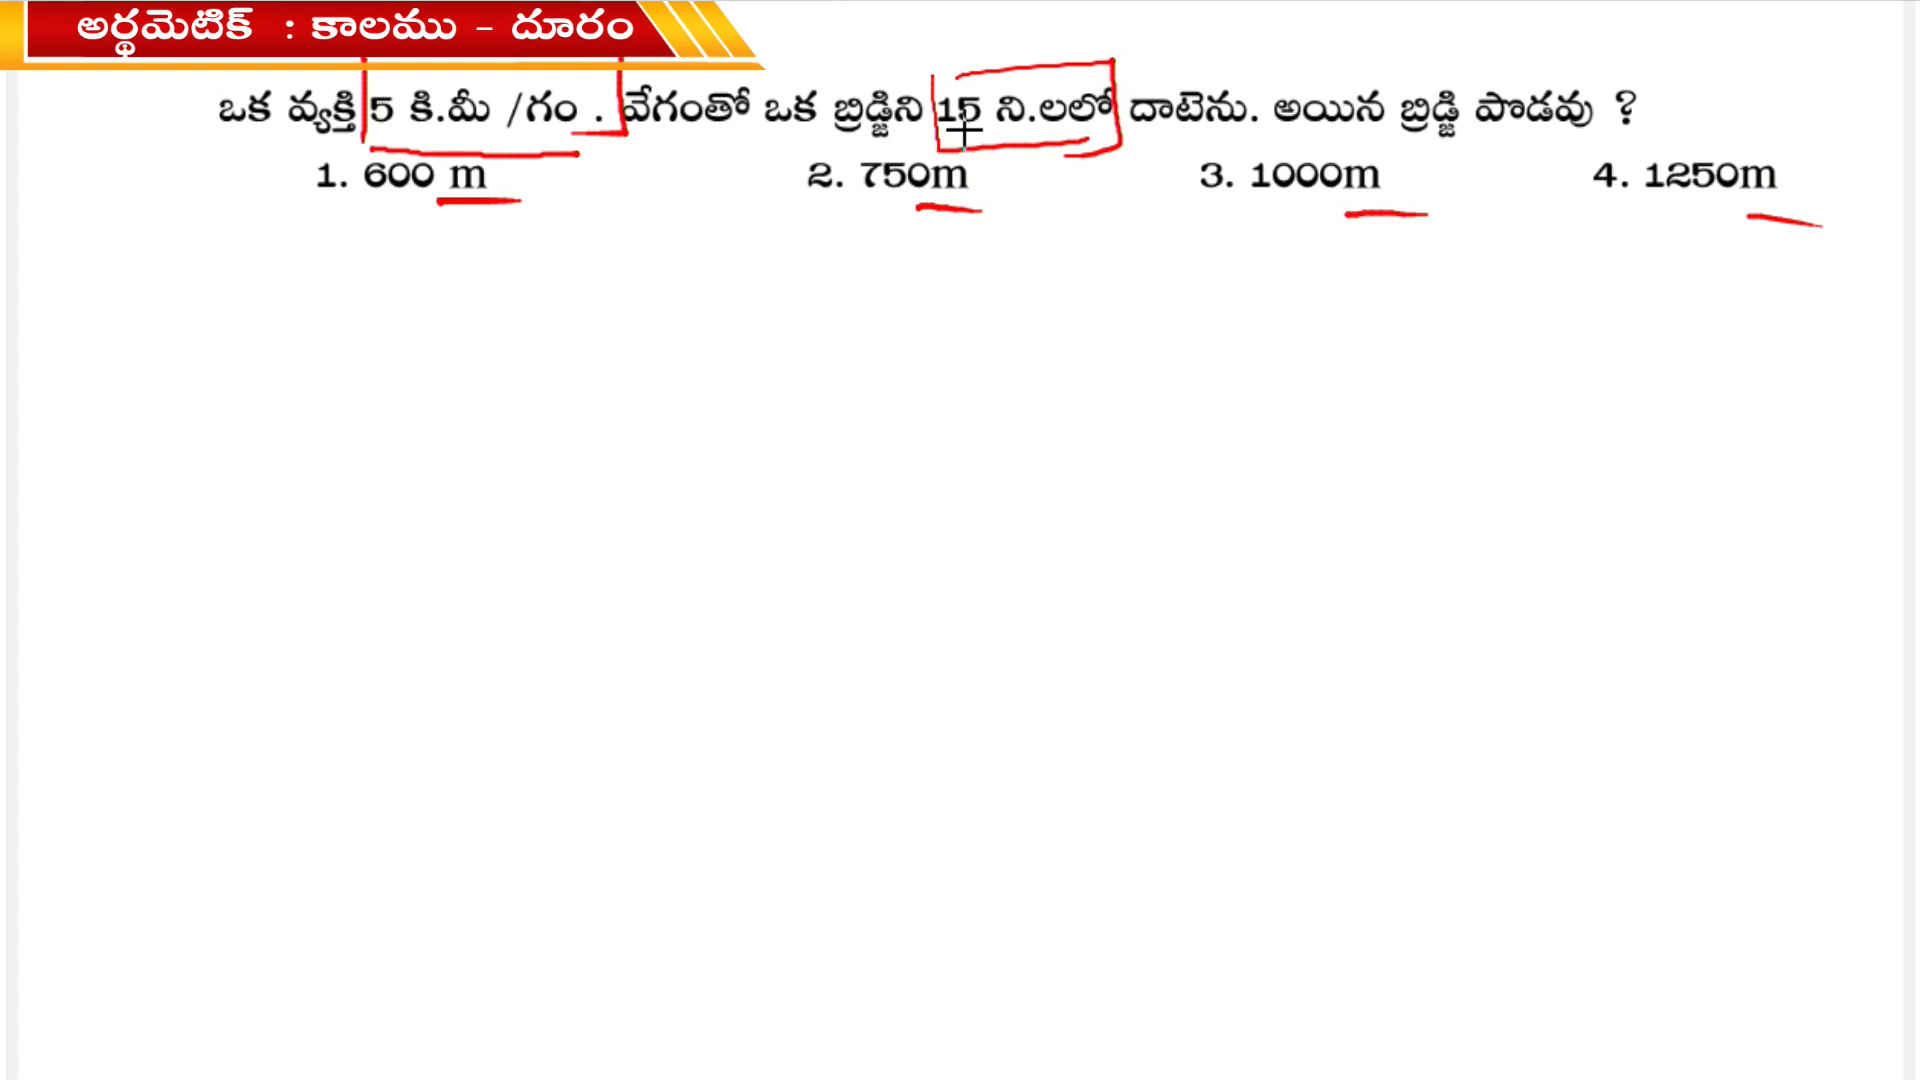 అర్థమెటిక్ : కాలము - దూరం
ఒక వ్యక్తి 5 కి.మీ /గం . వేగంతో ఒక బ్రిడ్జిని 15 ని.లలో దాటెను. అయిన బ్రిడ్జి పొడవు ?
1. 600 m 2. 750m 3. 1000m 4. 1250m